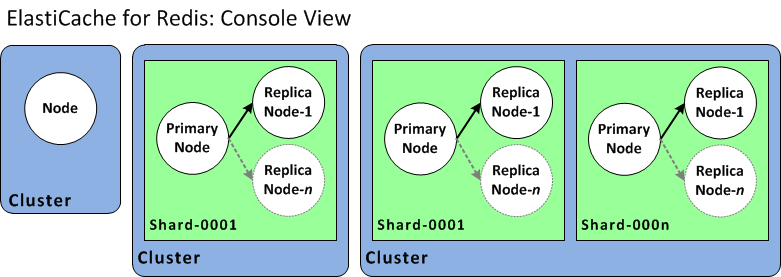 ElastiCache for Redis: Console View
Node
Cluster
Primary
Node
Replica
Node-1
Replica
Node-n
Shard-0001
Cluster
Primary
Node
Replica
Node-1
Replica
Node-n
Shard-0001
Primary
Node
Replica
Node-1
Replica
Node-n
Shard-000n
Cluster